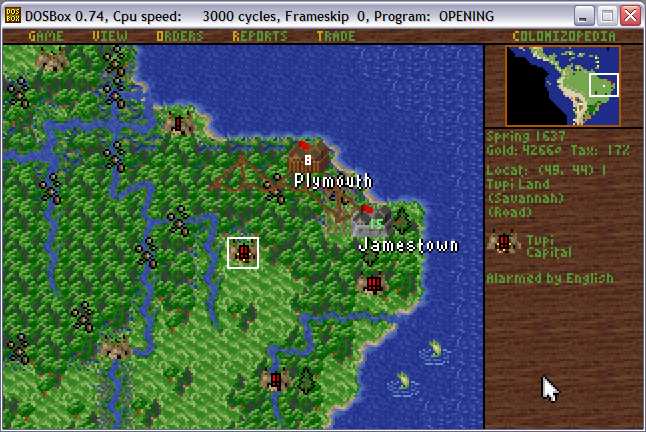 DOSBox 0.74, Cpu speed: 3000 cycles, Frameskip 0, Program: OPENING
GAME VIEW ORDERS REPORTS TRADE COLONIZOPEDIA
Spring 1637
Gold: 4266¢ Tax: 17%
Locat: (49, 44) 1
Tupi Land
(Savannah)
(Road)
Tupi
Capital
Alarmed by English
8
Plymouth
15
Jamestown